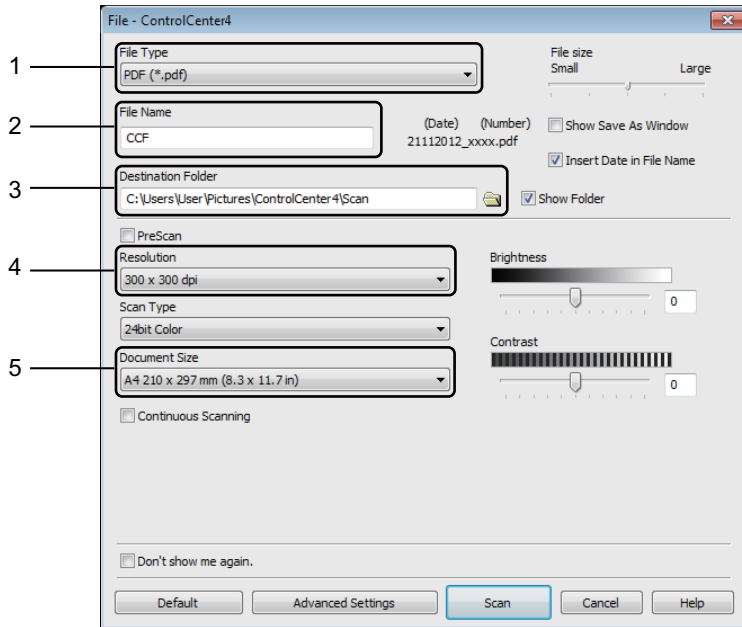 File - ControlCenter4
1
File Type
PDF (*.pdf)
File size
Small Large
2
File Name
CCF
(Date) (Number)
21112012_xxxx.pdf
Show Save As Window
Insert Date in File Name
3
Destination Folder
C:\Users\User\Pictures\ControlCenter4\Scan
Show Folder
PreScan
4
Resolution
300 x 300 dpi
Brightness
0
Scan Type
24bit Color
Contrast
0
5
Document Size
A4 210 x 297 mm (8.3 x 11.7 in)
Continuous Scanning
Don't show me again.
Default Advanced Settings Scan Cancel Help